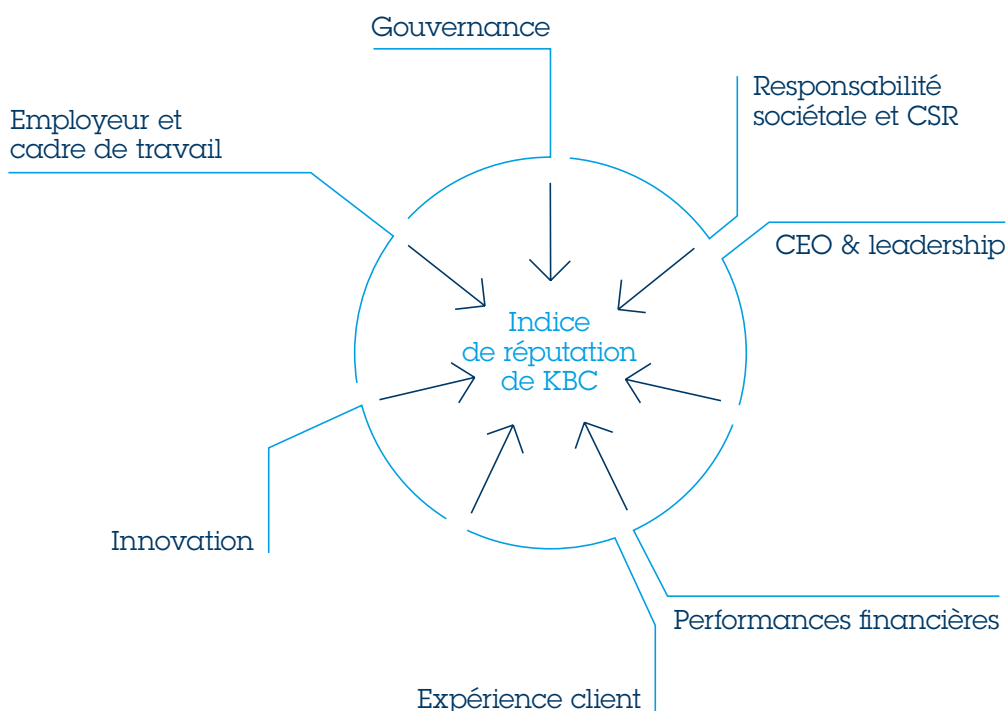 Gouvernance
Responsabilité
sociétale et CSR
Employeur et
cadre de travail
CEO & leadership
Indice
de réputation
de KBC
Innovation
Performances financières
Expérience client